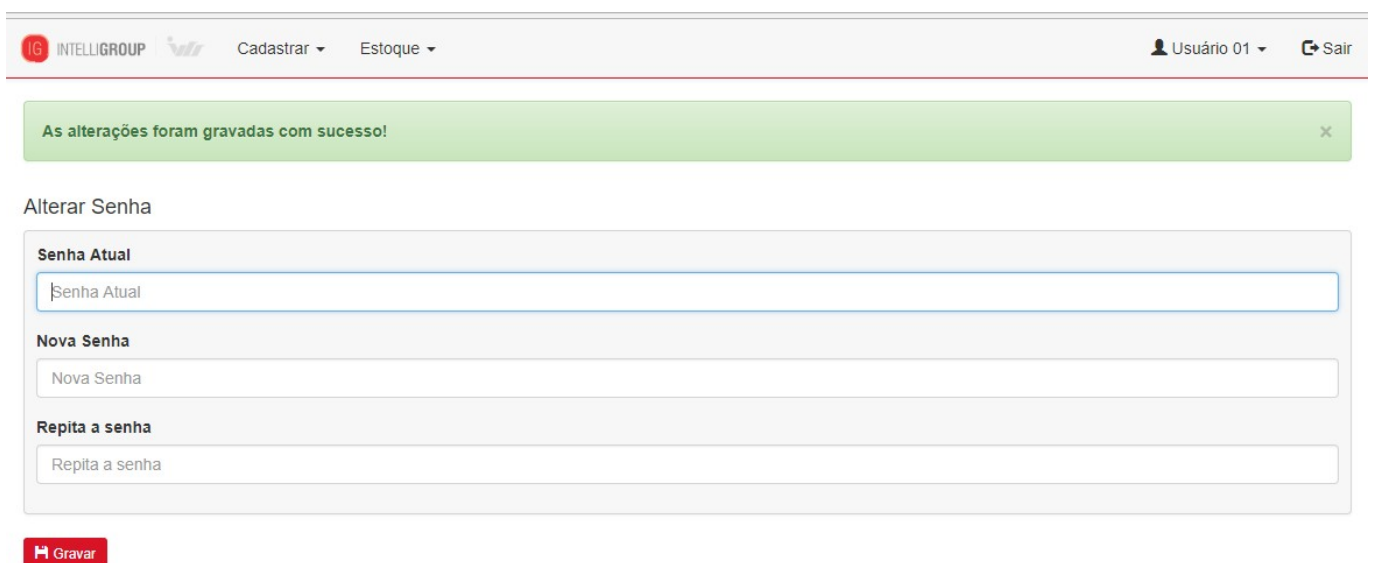 IG INTELLIGROUP Cadastrar Estoque Usuário 01 Sair
As alterações foram gravadas com sucesso! ×
Alterar Senha
Senha Atual
Senha Atual
Nova Senha
Nova Senha
Repita a senha
Repita a senha
Gravar